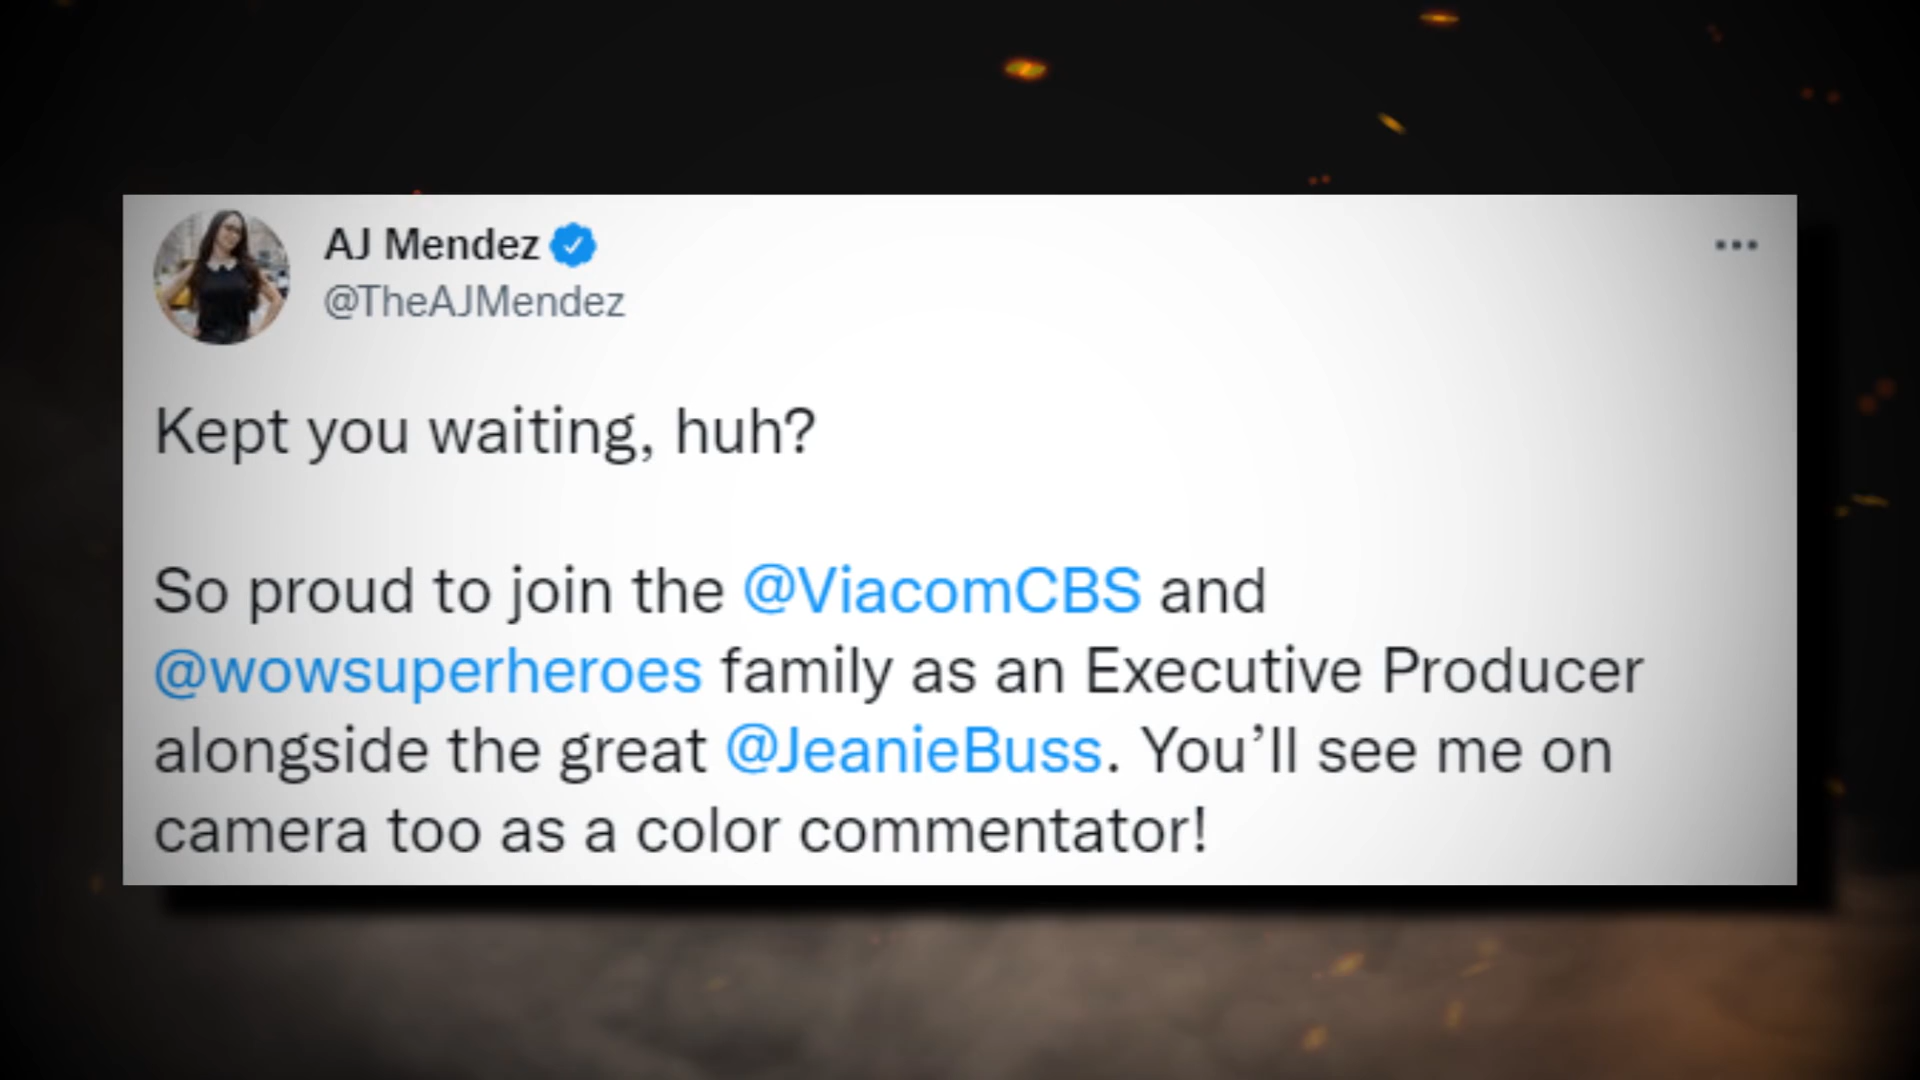 AJ Mendez
@TheAJMendez
Kept you waiting, huh?
So proud to join the @ViacomCBS and
@wowsuperheroes family as an Executive Producer
alongside the great @JeanieBuss. You’ll see me on
camera too as a color commentator!